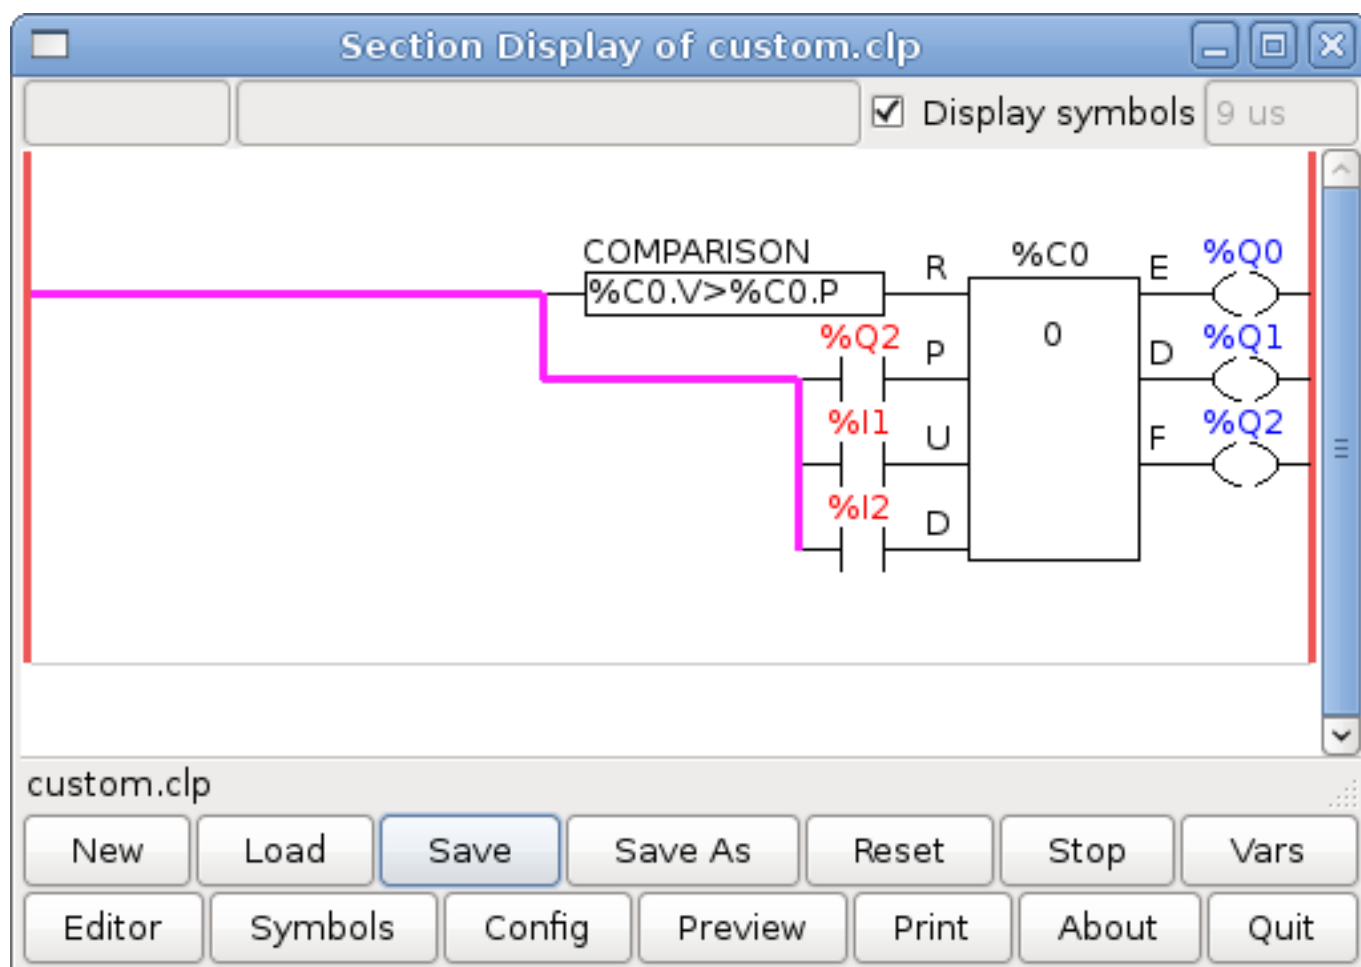 Section Display of custom.clp
Display symbols 9 us
COMPARISON R %C0 E %Q0
%C0.V>%C0.P
%Q2 P 0 D %Q1
%I1 U F %Q2
%I2 D
custom.clp
New Load Save Save As Reset Stop Vars
Editor Symbols Config Preview Print About Quit